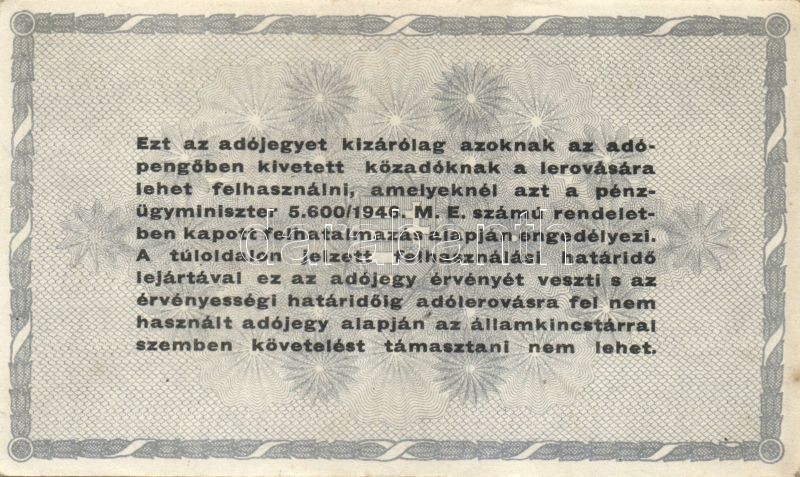 Ezt az adójegyet kizárólag azoknak az adó-
pengőben kivetett közadóknak a lerovására
lehet felhasználni, amelyeknél azt a pénz-
ügyminiszter 5.600/1946. M. E. számú rendelet-
ben kapott felhatalmazás alapján engedélyezi.
A túloldalon jelzett felhasználási határidő
lejártával ez az adójegy érvényét veszti s az
érvényességi határidőig adólerovásra fel nem
használt adójegy alapján az államkincstárral
szemben követelést támasztani nem lehet.
darabanth